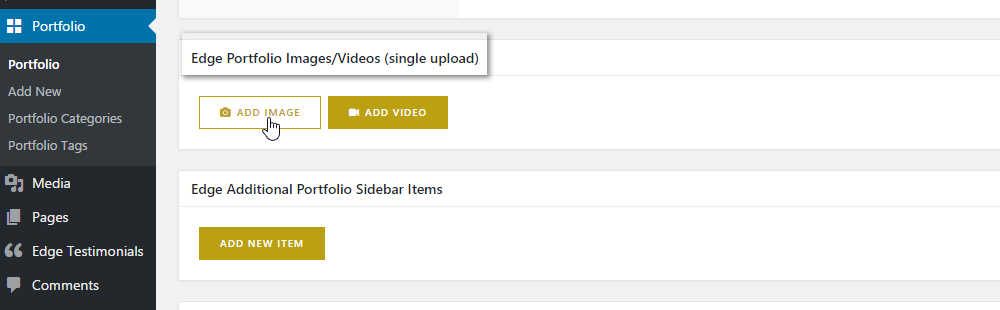 Portfolio
Portfolio
Add New
Portfolio Categories
Portfolio Tags
Media
Pages
Edge Testimonials
Comments
Edge Portfolio Images/Videos (single upload)
ADD IMAGE
ADD VIDEO
Edge Additional Portfolio Sidebar Items
ADD NEW ITEM